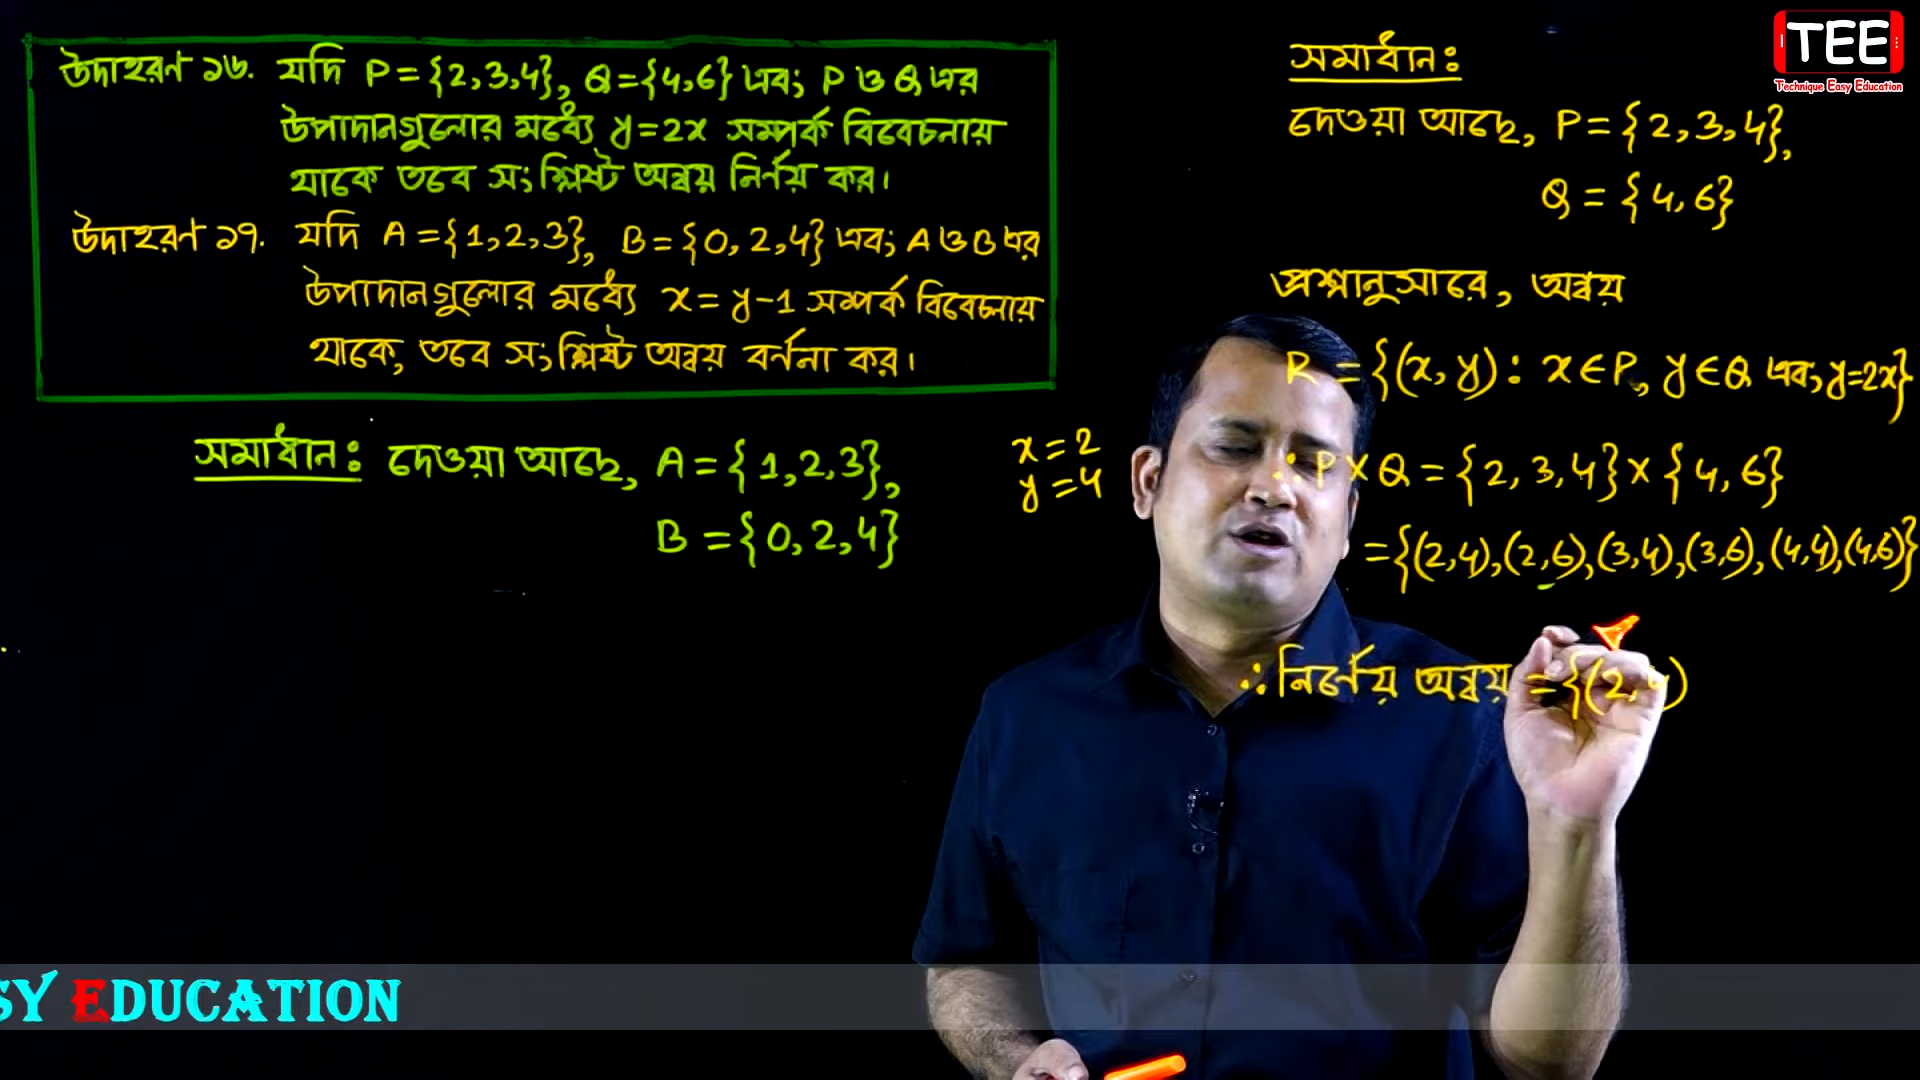 উদাহরণ ১৬. যদি P = {2,3,4}, Q = {4,6} এবং P ও Q এর
উপাদানগুলোর মধ্যে y=2x সম্পর্ক বিবেচনায়
থাকে তবে সংশ্লিষ্ট অন্বয় নির্ণয় কর।
উদাহরণ ১৭. যদি A = {1,2,3}, B = {0,2,4} এবং A ও B এর
উপাদানগুলোর মধ্যে x = y-1 সম্পর্ক বিবেচনায়
থাকে, তবে সংশ্লিষ্ট অন্বয় বর্ননা কর।
সমাধান: দেওয়া আছে, A = {1,2,3},
B = {0,2,4}
x = 2
y = 4
সমাধান:
দেওয়া আছে, P = {2,3,4},
Q = {4,6}
প্রশ্নানুসারে, অন্বয়
R = {(x, y): x∈P, y∈Q এবং y=2x}
∴ P×Q = {2,3,4}×{4,6}
= {(2,4),(2,6),(3,4),(3,6),(4,4),(4,6)}
∴ নির্ণেয় অন্বয় = {(2,4)
TEE
Technique Easy Education
SY EDUCATION